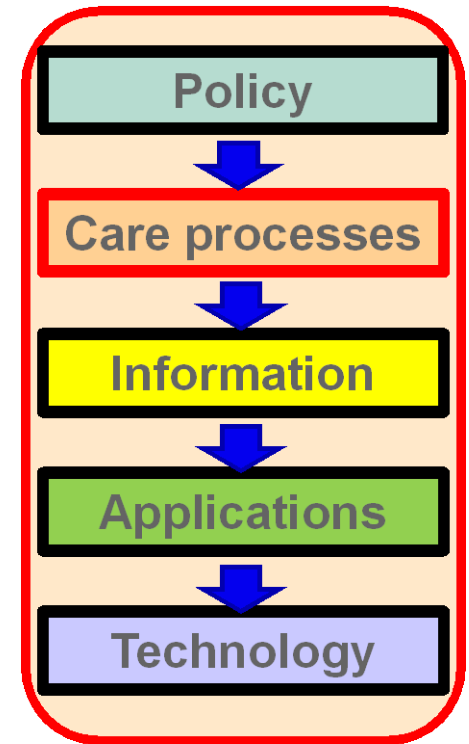 Policy
Care processes
Information
Applications
Technology